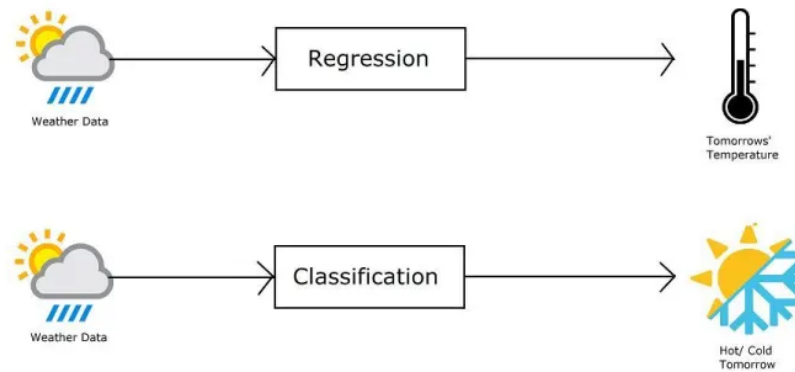 Regression
Weather Data
Tomorrows'
Temperature
Classification
Weather Data
Hot/ Cold
Tomorrow